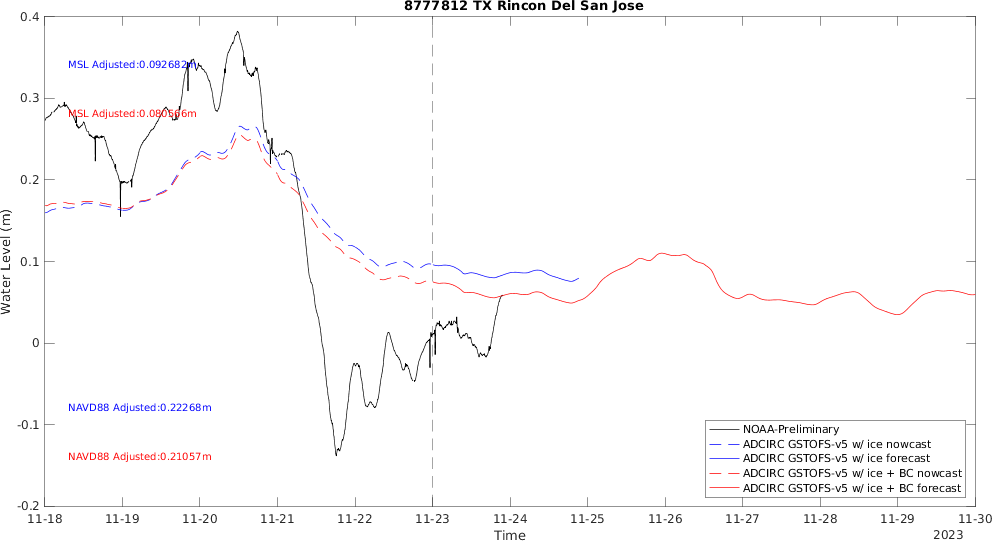 8777812 TX Rincon Del San Jose
0.4
0.3
0.2
0.1
0
-0.1
-0.2
Water Level (m)
MSL Adjusted:0.092682m
MSL Adjusted:0.080566m
NAVD88 Adjusted:0.22268m
NAVD88 Adjusted:0.21057m
NOAA-Preliminary
ADCIRC GSTOFS-v5 w/ ice nowcast
ADCIRC GSTOFS-v5 w/ ice forecast
ADCIRC GSTOFS-v5 w/ ice + BC nowcast
ADCIRC GSTOFS-v5 w/ ice + BC forecast
11-18 11-19 11-20 11-21 11-22 11-23 11-24 11-25 11-26 11-27 11-28 11-29 11-30
Time
2023